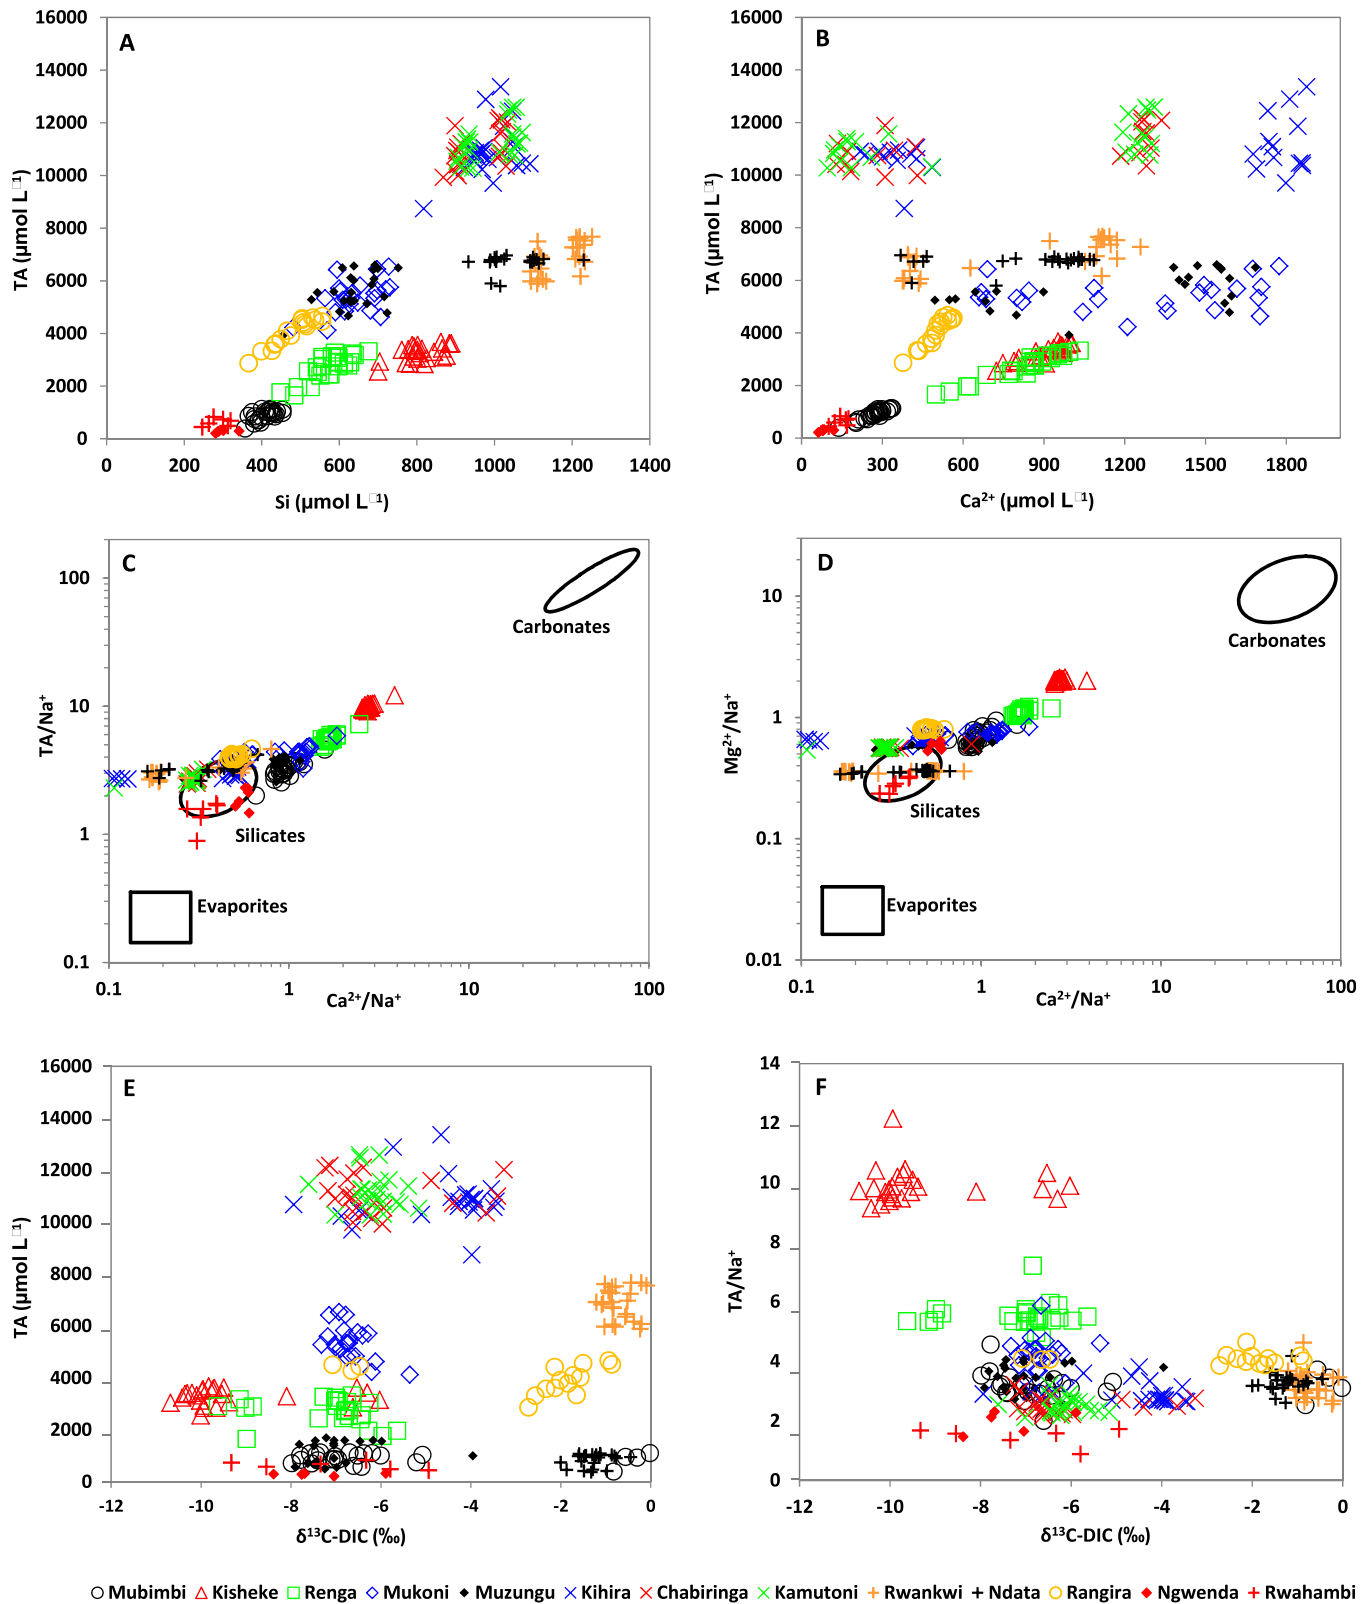 A
TA (µmol L□¹)
16000
14000
12000
10000
8000
6000
4000
2000
0
0 200 400 600 800 1000 1200 1400
Si (µmol L□¹)
B
TA (µmol L□¹)
16000
14000
12000
10000
8000
6000
4000
2000
0
0 300 600 900 1200 1500 1800
Ca²⁺ (µmol L□¹)
C
TA/Na⁺
100
10
1
0.1
Carbonates
Silicates
Evaporites
0.1 1 10 100
Ca²⁺/Na⁺
D
Mg²⁺/Na⁺
10
1
0.1
0.01
Carbonates
Silicates
Evaporites
0.1 1 10 100
Ca²⁺/Na⁺
E
TA (µmol L□¹)
16000
14000
12000
10000
8000
6000
4000
2000
0
-12 -10 -8 -6 -4 -2 0
δ¹³C-DIC (‰)
F
TA/Na⁺
14
12
10
8
6
4
2
0
-12 -10 -8 -6 -4 -2 0
δ¹³C-DIC (‰)
Mubimbi Kisheke Renga Mukoni Muzungu Kihira Chabiringa Kamutoni Rwankwi Ndata Rangira Ngwenda Rwahambi